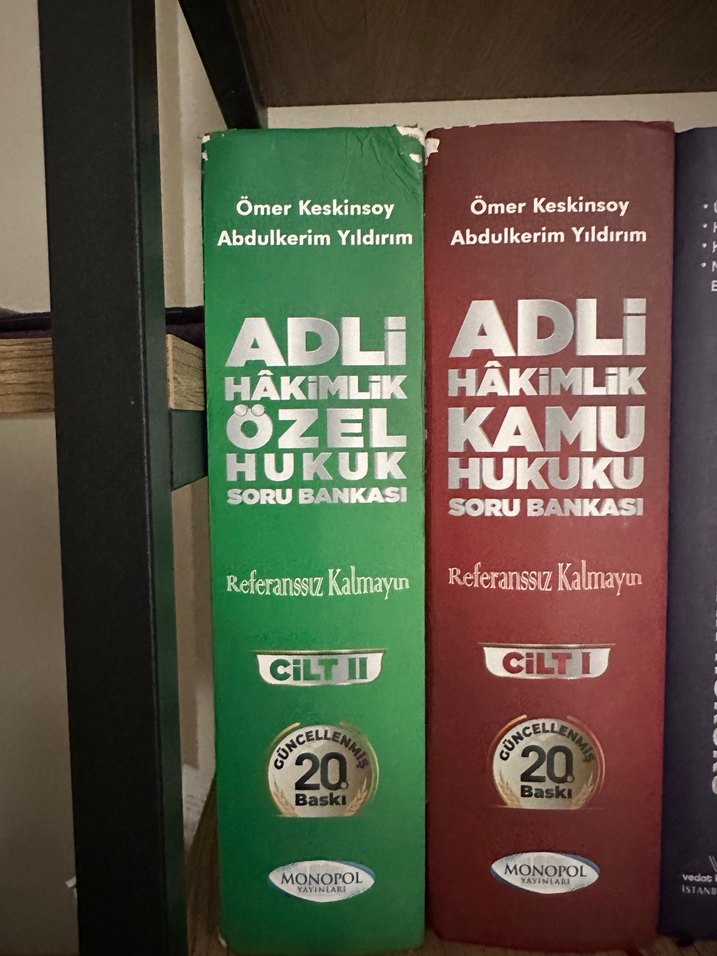 Ömer Keskinsoy
Abdulkerim Yıldırım
ADLİ
HÂKİMLİK
ÖZEL
HUKUK
SORU BANKASI
Referanssız Kalmayın
CİLT II
GÜNCELLENMİŞ
20.
Baskı
MONOPOL
YAYINLARI
Ömer Keskinsoy
Abdulkerim Yıldırım
ADLİ
HÂKİMLİK
KAMU
HUKUKU
SORU BANKASI
Referanssız Kalmayın
CİLT I
GÜNCELLENMİŞ
20.
Baskı
MONOPOL
YAYINLARI
vedat